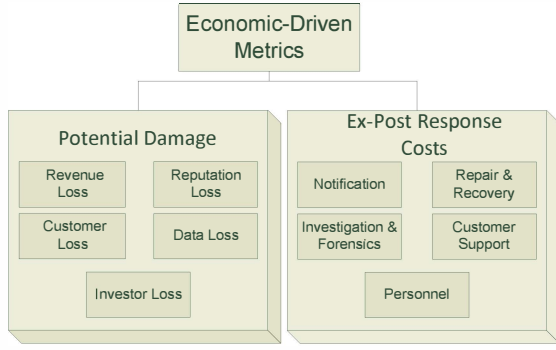 Economic-Driven
Metrics
Potential Damage
Revenue
Loss
Reputation
Loss
Customer
Loss
Data Loss
Investor Loss
Ex-Post Response
Costs
Notification
Repair &
Recovery
Investigation &
Forensics
Customer
Support
Personnel